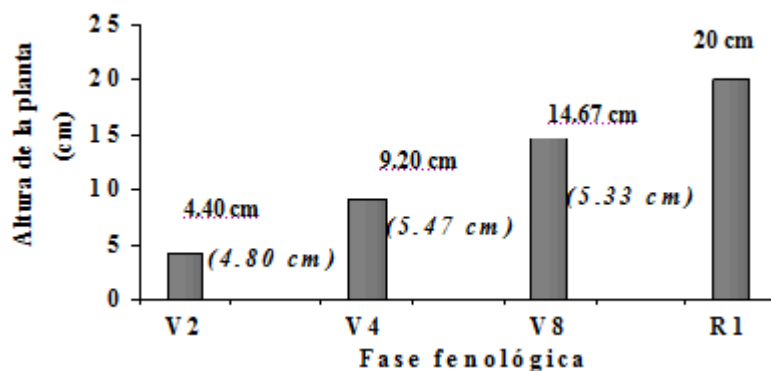 Altura de la planta
(cm)
25
20
15
10
5
0
4.40 cm
(4.80 cm)
9.20 cm
(5.47 cm)
14.67 cm
(5.33 cm)
20 cm
V2 V4 V8 R1
Fase fenológica